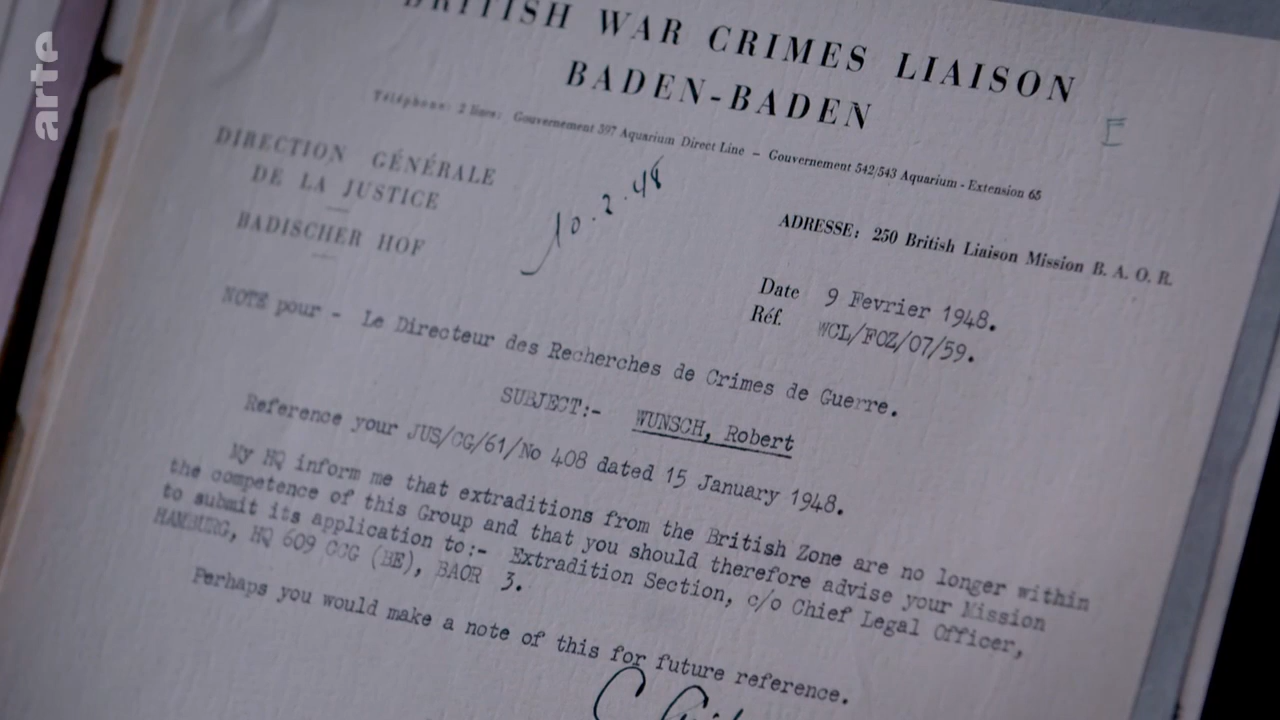 arte
BRITISH WAR CRIMES LIAISON
BADEN-BADEN
Téléphone: 2 lines: Gouvernement 597 Aquarium Direct Line – Gouvernement 542/543 Aquarium - Extension 65
I
DIRECTION GÉNÉRALE
DE LA JUSTICE
BADISCHER HOF
10.2.48
ADRESSE: 250 British Liaison Mission B. A. O. R.
Date 9 Fevrier 1948.
Réf. WCL/FOZ/07/59.
NOTE pour - Le Directeur des Recherches de Crimes de Guerre.
SUBJECT:- WUNSCH, Robert
Reference your JUS/CG/61/No 408 dated 15 January 1948.
My HQ inform me that extraditions from the British Zone are no longer within
the competence of this Group and that you should therefore advise your Mission
to submit its application to:- Extradition Section, c/o Chief Legal Officer,
HAMBURG, HQ 609 CCG (BE), BAOR 3.
Perhaps you would make a note of this for future reference.